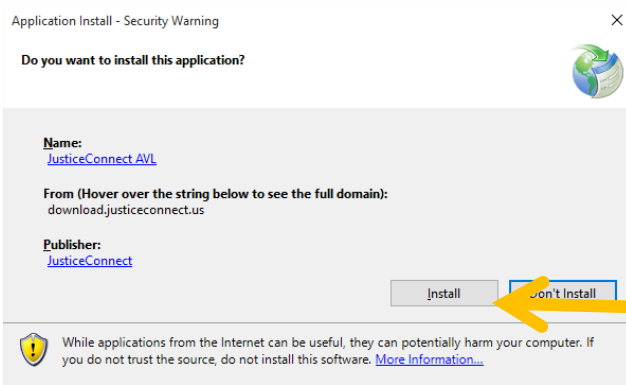 Application Install - Security Warning
Do you want to install this application?
Name:
JusticeConnect AVL
From (Hover over the string below to see the full domain):
download.justiceconnect.us
Publisher:
JusticeConnect
Install
Don't Install
While applications from the Internet can be useful, they can potentially harm your computer. If
you do not trust the source, do not install this software. More Information...